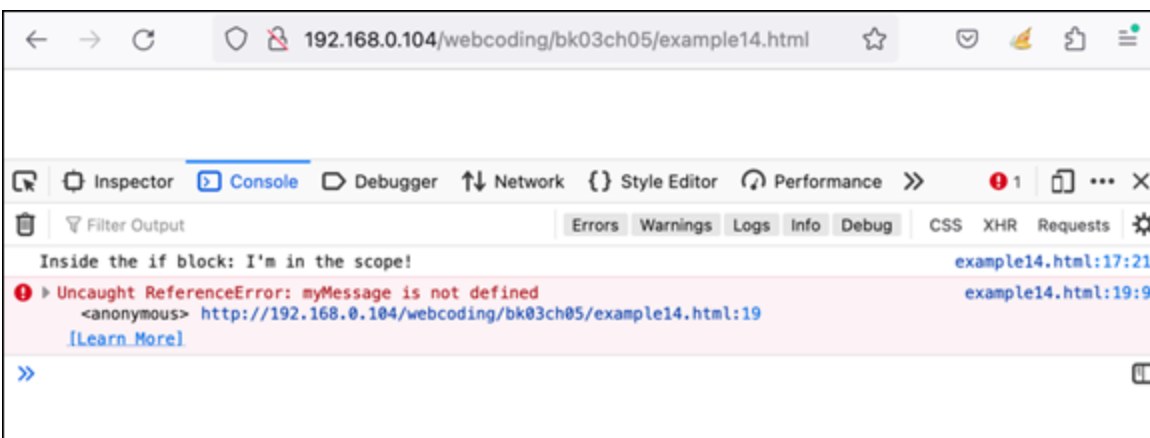 192.168.0.104/webcoding/bk03ch05/example14.html
Inspector Console Debugger Network {} Style Editor Performance 1
Filter Output Errors Warnings Logs Info Debug CSS XHR Requests
Inside the if block: I'm in the scope! example14.html:17:21
Uncaught ReferenceError: myMessage is not defined example14.html:19:9
<anonymous> http://192.168.0.104/webcoding/bk03ch05/example14.html:19
[Learn More]